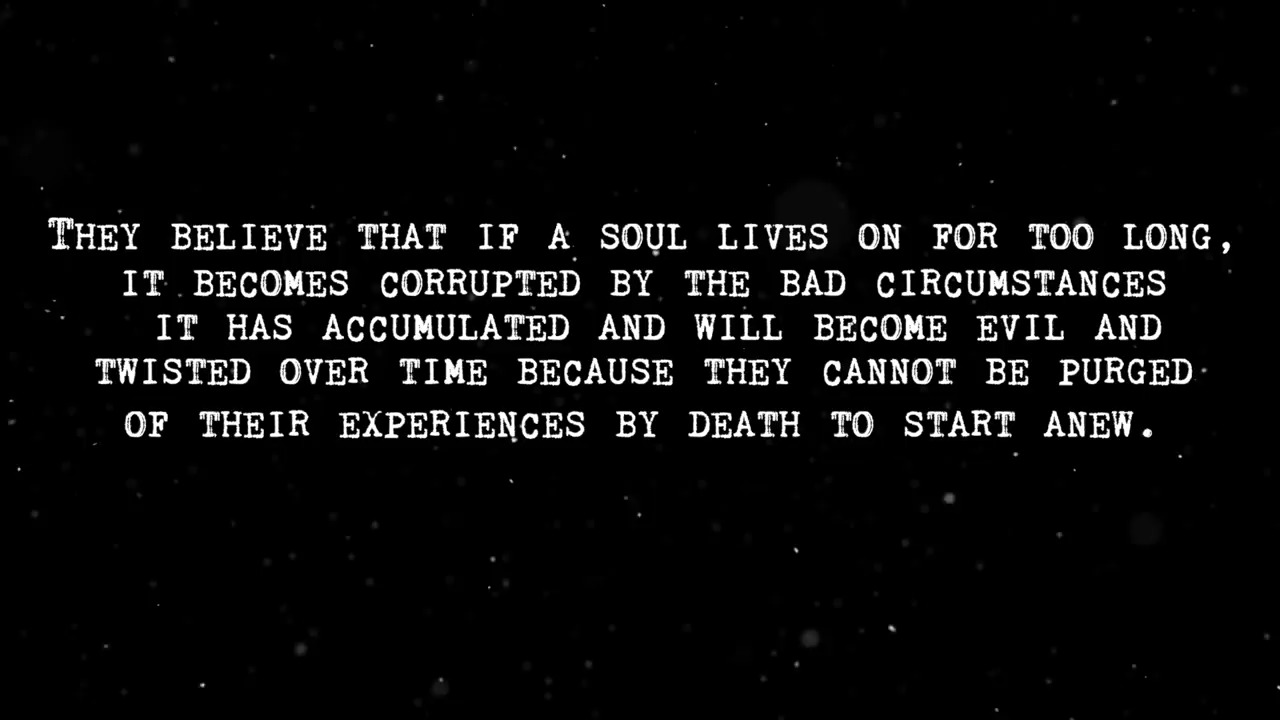 They believe that if a soul lives on for too long,
it becomes corrupted by the bad circumstances
it has accumulated and will become evil and
twisted over time because they cannot be purged
of their experiences by death to start anew.